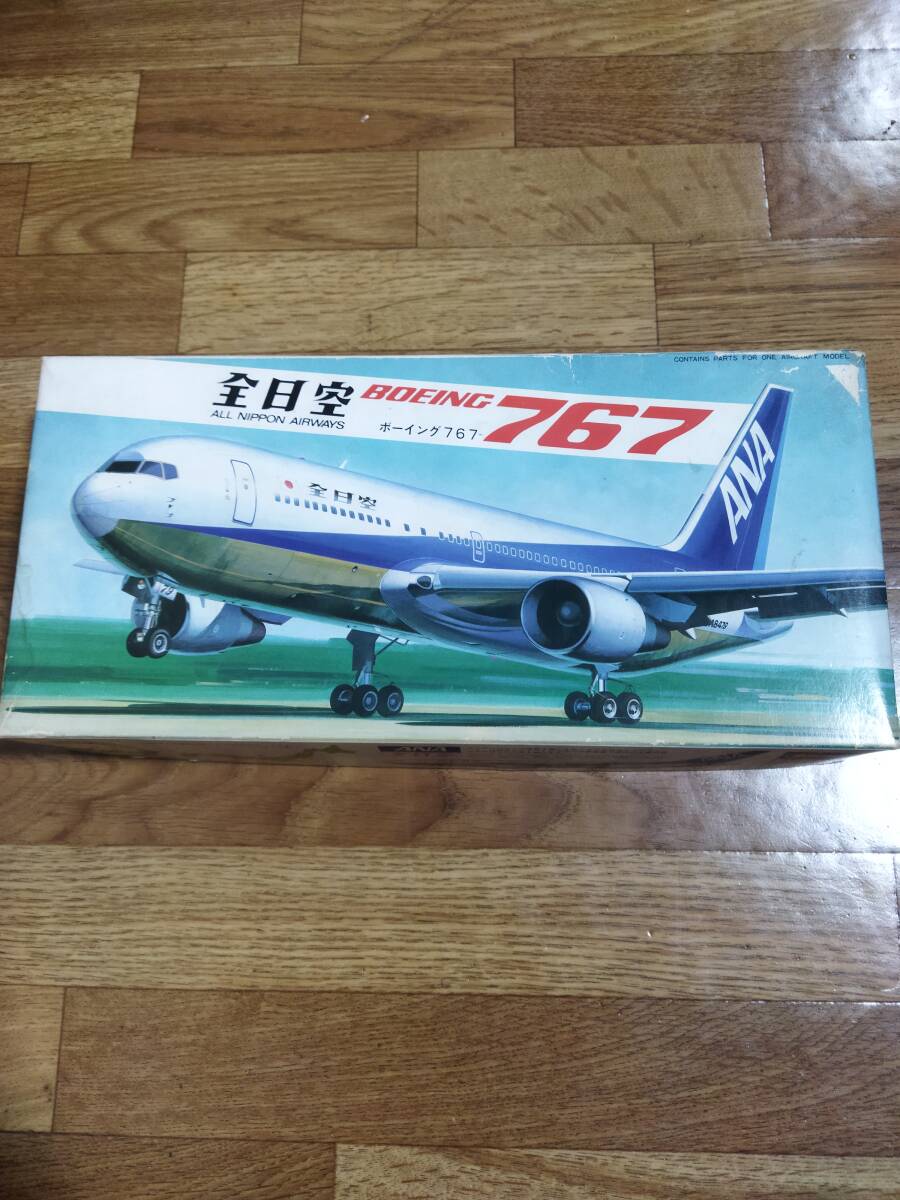 CONTAINS PARTS FOR ONE AIRCRAFT MODEL
全日空 BOEING 767
ALL NIPPON AIRWAYS
ボーイング767
全日空
ANA
ANA